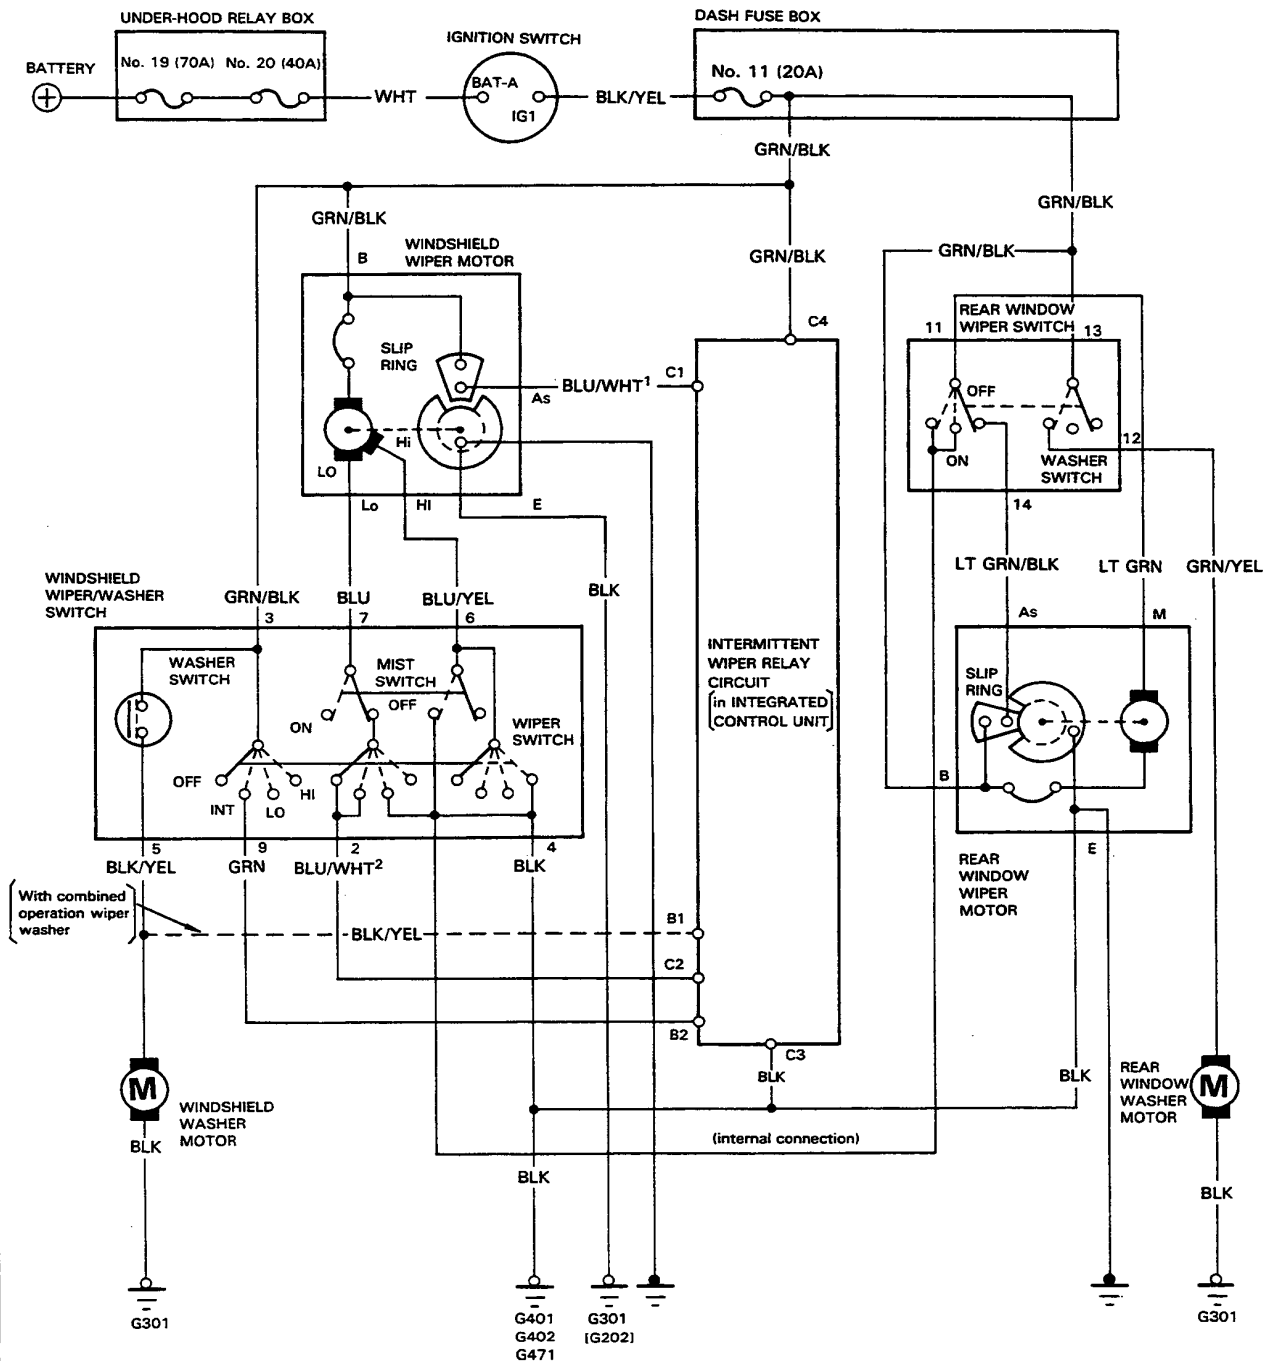 UNDER-HOOD RELAY BOX
DASH FUSE BOX
IGNITION SWITCH
BATTERY
No. 19 (70A) No. 20 (40A)
No. 11 (20A)
BAT-A
IG1
WHT
BLK/YEL
GRN/BLK
GRN/BLK
GRN/BLK
GRN/BLK
GRN/BLK
WINDSHIELD
WIPER MOTOR
B
SLIP
RING
As
BLU/WHT1
C1
C4
Hi
LO
Lo
HI
E
REAR WINDOW
WIPER SWITCH
11
13
OFF
ON
WASHER
SWITCH
12
14
LT GRN/BLK
LT GRN
GRN/YEL
WINDSHIELD
WIPER/WASHER
SWITCH
GRN/BLK
BLU
BLU/YEL
BLK
3
7
6
WASHER
SWITCH
MIST
SWITCH
OFF
ON
WIPER
SWITCH
OFF
INT
LO
HI
INTERMITTENT
WIPER RELAY
CIRCUIT
[in INTEGRATED
CONTROL UNIT]
As
M
SLIP
RING
B
E
REAR
WINDOW
WIPER
MOTOR
5
9
2
4
BLK/YEL
GRN
BLU/WHT2
BLK
(With combined
operation wiper
washer)
BLK/YEL
B1
C2
B2
C3
BLK
BLK
M
WINDSHIELD
WASHER
MOTOR
BLK
REAR
WINDOW
WASHER
MOTOR
M
(internal connection)
BLK
BLK
G301
G401
G402
G471
G301
[G202]
G301